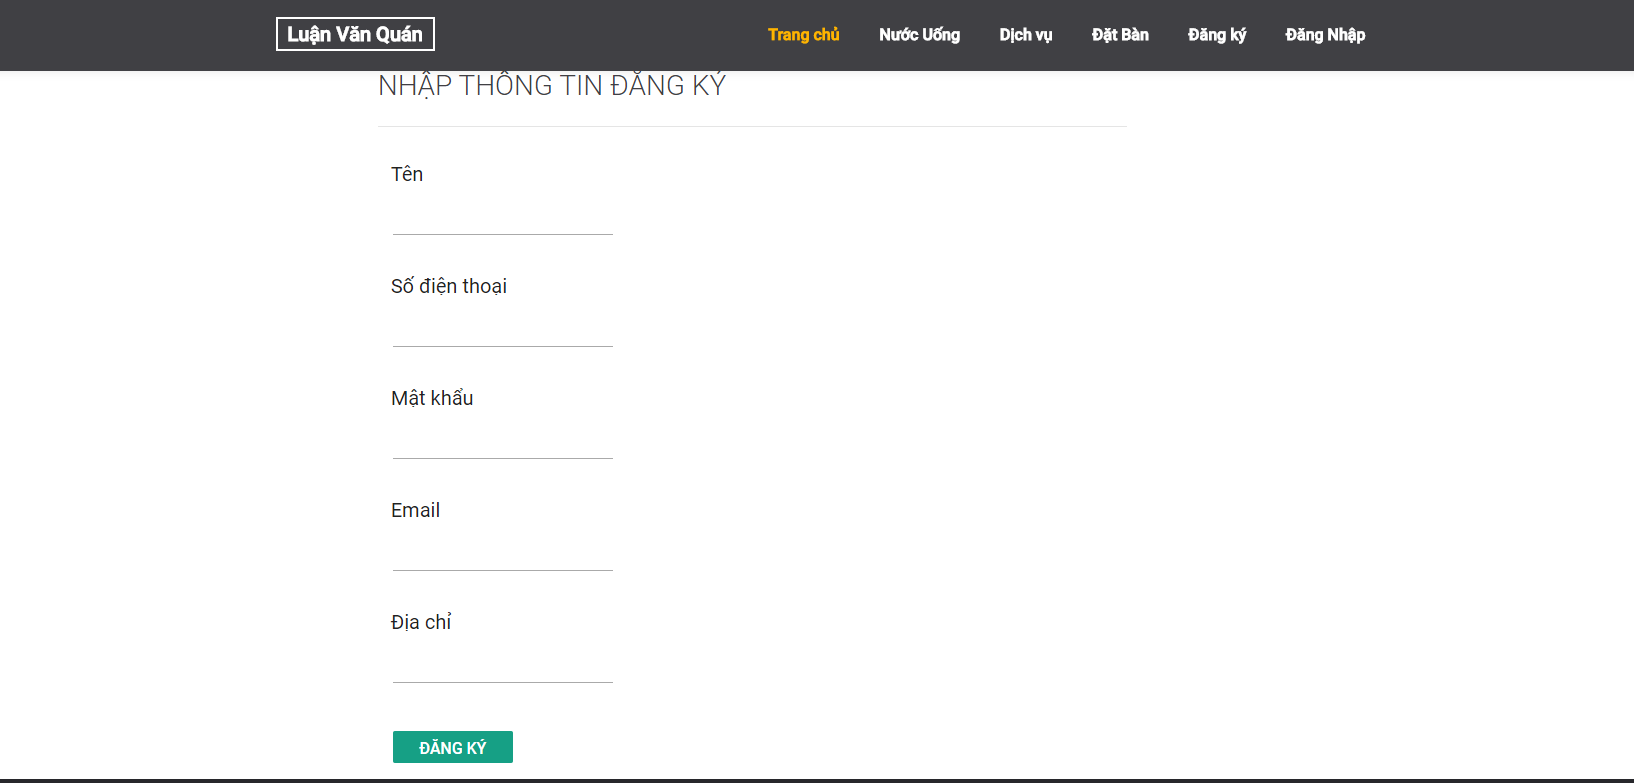 Luận Văn Quán
Trang chủ Nước Uống Dịch vụ Đặt Bàn Đăng ký Đăng Nhập
NHẬP THÔNG TIN ĐĂNG KÝ
Tên
Số điện thoại
Mật khẩu
Email
Địa chỉ
ĐĂNG KÝ